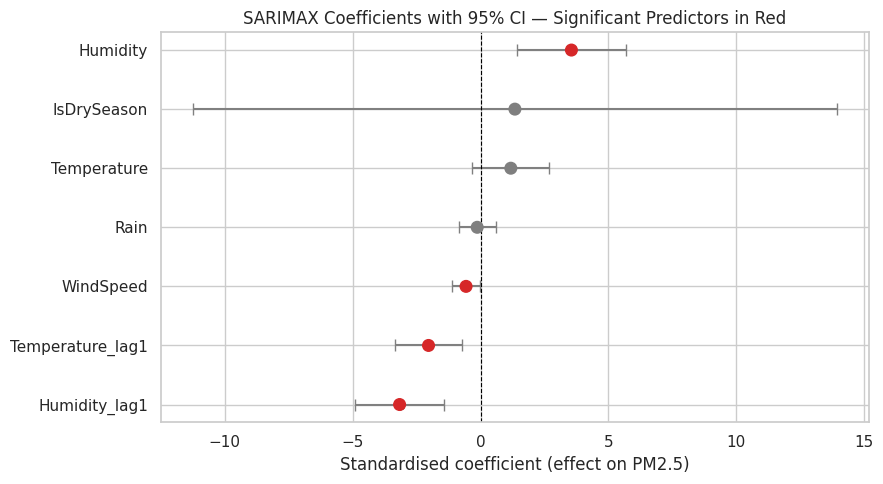 SARIMAX Coefficients with 95% CI — Significant Predictors in Red
Humidity
IsDrySeason
Temperature
Rain
WindSpeed
Temperature_lag1
Humidity_lag1
−10
−5
0
5
10
15
Standardised coefficient (effect on PM2.5)